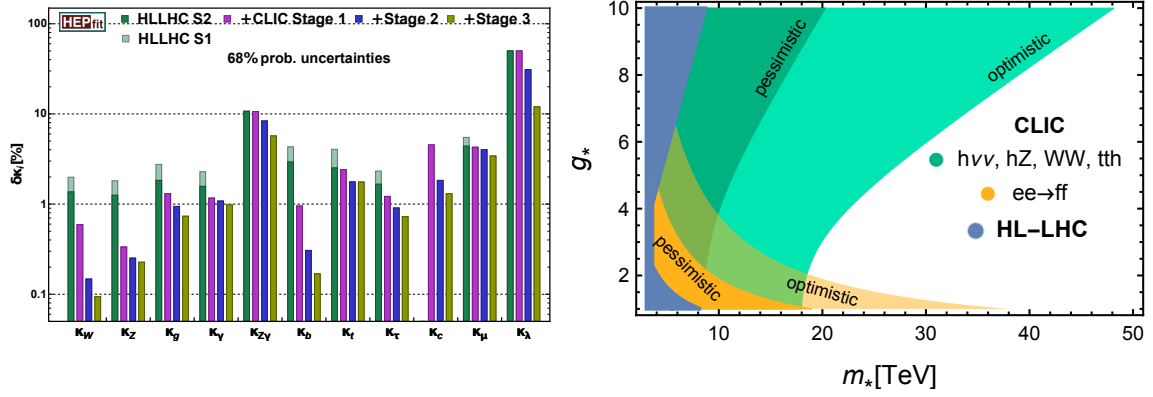 HEPfit
HLLHC S2 +CLIC Stage 1 +Stage 2 +Stage 3
HLLHC S1
68% prob. uncertainties
δκᵢ[%]
100%
10
1
0.1
κW κZ κg κγ κZγ κb κt κτ κc κμ κλ
g*
10
8
6
4
2
pessimistic
optimistic
CLIC
hνν, hZ, WW, tth
ee→ff
HL–LHC
pessimistic
optimistic
10 20 30 40 50
m*[TeV]